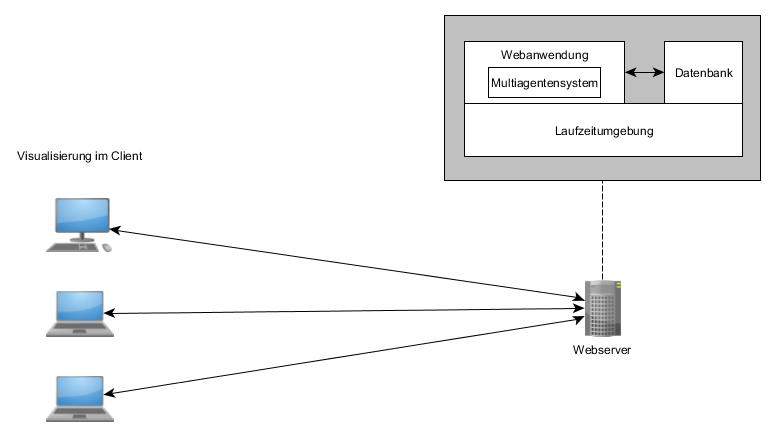 Webanwendung
Multiagentensystem
Datenbank
Laufzeitumgebung
Visualisierung im Client
Webserver